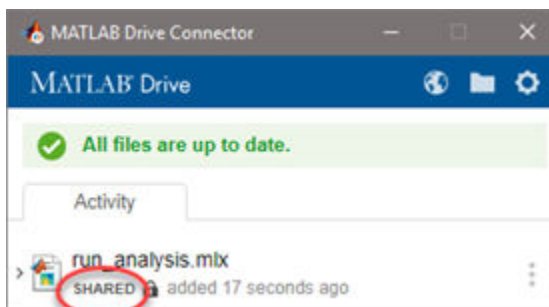 MATLAB Drive Connector
MATLAB Drive
All files are up to date.
Activity
run_analysis.mlx
SHARED added 17 seconds ago